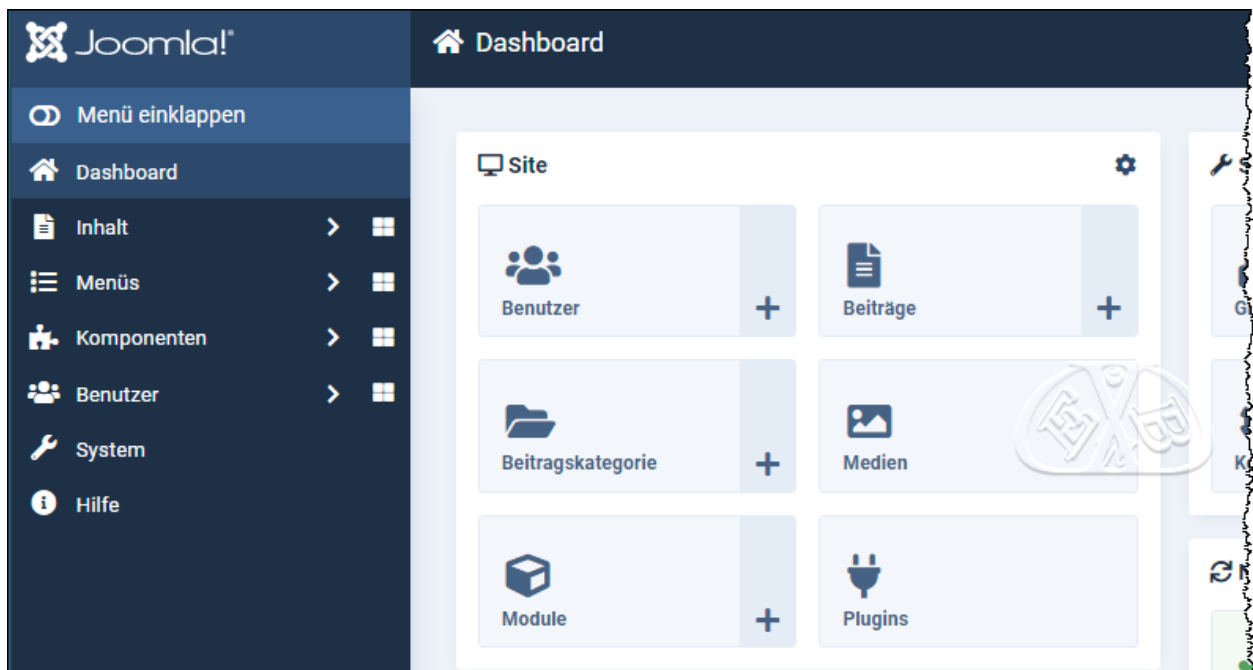 Joomla!®
Dashboard
Menü einklappen
Dashboard
Inhalt
Menüs
Komponenten
Benutzer
System
Hilfe
Site
Benutzer
Beiträge
Beitragskategorie
Medien
Module
Plugins